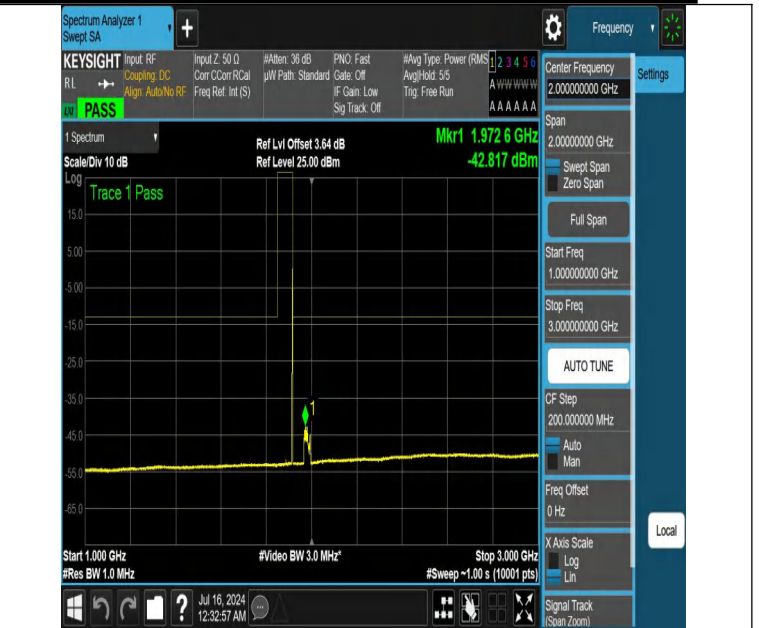 Spectrum Analyzer 1
Swept SA
+
Frequency
KEYSIGHT
RL
PASS
Input: RF
Coupling: DC
Align: Auto/No RF
Input Z: 50 Ω
Corr CCorr RCal
Freq Ref: Int (S)
#Atten: 36 dB
µW Path: Standard
PNO: Fast
Gate: Off
IF Gain: Low
Sig Track: Off
#Avg Type: Power (RMS
Avg|Hold: 5/5
Trig: Free Run
1 2 3 4 5 6
A W W W W W
A A A A A A
1 Spectrum
Scale/Div 10 dB
Log
Ref Lvl Offset 3.64 dB
Ref Level 25.00 dBm
Mkr1 1.972 6 GHz
-42.817 dBm
Trace 1 Pass
15.0
5.00
-5.00
-15.0
-25.0
-35.0
-45.0
-55.0
-65.0
1
Start 1.000 GHz
#Res BW 1.0 MHz
#Video BW 3.0 MHz*
Stop 3.000 GHz
#Sweep ~1.00 s (10001 pts)
Center Frequency
2.000000000 GHz
Settings
Span
2.00000000 GHz
Swept Span
Zero Span
Full Span
Start Freq
1.000000000 GHz
Stop Freq
3.000000000 GHz
AUTO TUNE
CF Step
200.000000 MHz
Auto
Man
Freq Offset
0 Hz
X Axis Scale
Log
Lin
Local
Signal Track
(Span Zoom)
?
Jul 16, 2024
12:32:57 AM